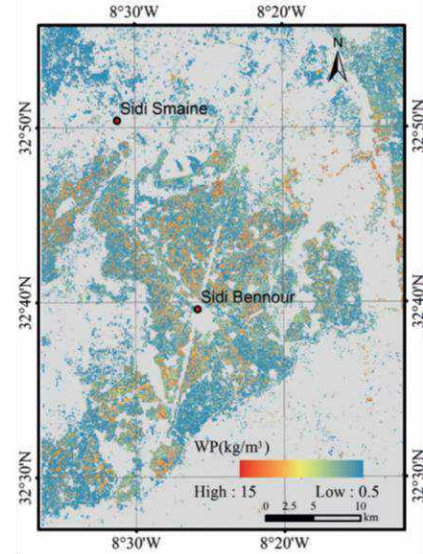 8°30'W 8°20'W
N
Sidi Smaine
32°50'N 32°50'N
Sidi Bennour
32°40'N 32°40'N
WP(kg/m³)
High : 15 Low : 0.5
32°30'N 32°30'N
0 2.5 5 10
km
8°30'W 8°20'W